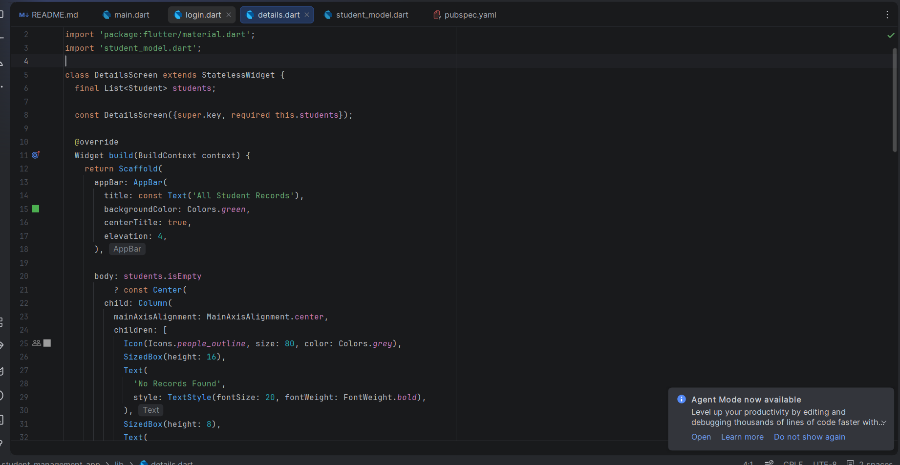 README.md main.dart login.dart details.dart student_model.dart pubspec.yaml
2 import 'package:flutter/material.dart';
3 import 'student_model.dart';
4
5 class DetailsScreen extends StatelessWidget {
6 final List<Student> students;
7
8 const DetailsScreen({super.key, required this.students});
9
10 @override
11 Widget build(BuildContext context) {
12 return Scaffold(
13 appBar: AppBar(
14 title: const Text('All Student Records'),
15 backgroundColor: Colors.green,
16 centerTitle: true,
17 elevation: 4,
18 ), AppBar
19
20 body: students.isEmpty
21 ? const Center(
22 child: Column(
23 mainAxisAlignment: MainAxisAlignment.center,
24 children: [
25 Icon(Icons.people_outline, size: 80, color: Colors.grey),
26 SizedBox(height: 16),
27 Text(
28 'No Records Found',
29 style: TextStyle(fontSize: 20, fontWeight: FontWeight.bold),
30 ), Text
31 SizedBox(height: 8),
32 Text(
Agent Mode now available
Level up your productivity by editing and
debugging thousands of lines of code faster with...
Open Learn more Do not show again
student_management_app lib details.dart 4:1 CRLF UTF-8 2 spaces